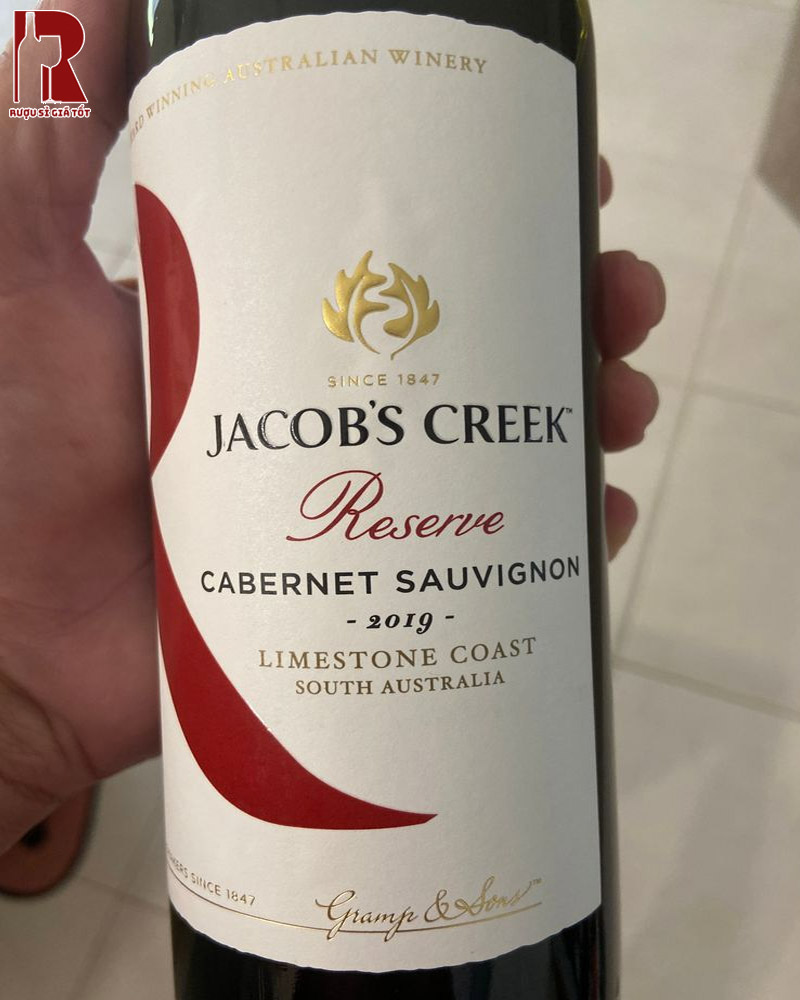 RƯỢU SỈ GIÁ TỐT
WINNING AUSTRALIAN WINERY
SINCE 1847
JACOB'S CREEK™
Reserve
CABERNET SAUVIGNON
- 2019 -
LIMESTONE COAST
SOUTH AUSTRALIA
SINCE 1847
Gramp & Sons™